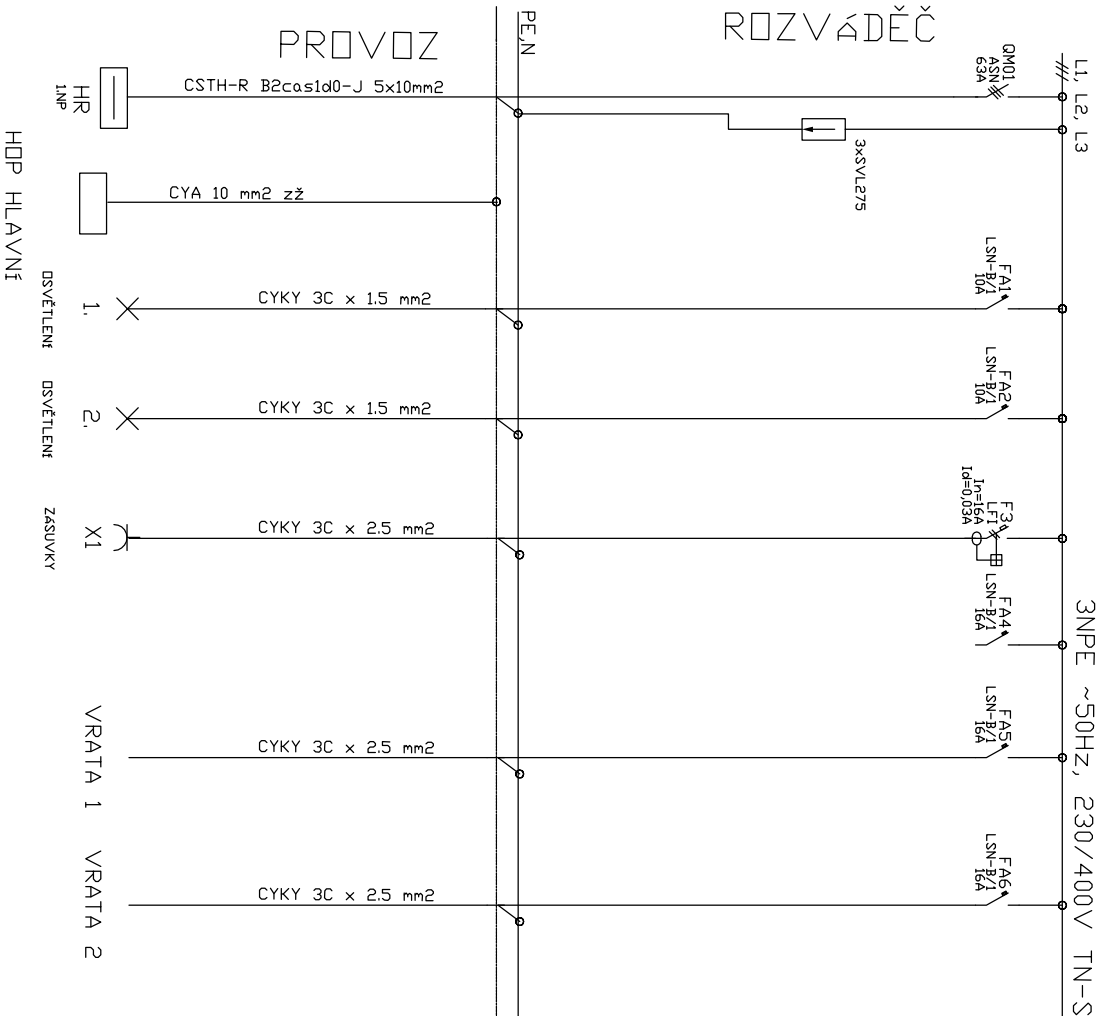 ROZVÁDĚČ
PROVOZ
PE,N
L1, L2, L3
3NPE ~50Hz, 230/400V TN-S
QM01
ASN
63A
CSTH-R B2cas1d0-J 5x10mm2
HR
1.NP
3xSVL275
CYA 10 mm2 zž
HOP HLAVNÍ
FA1
LSN-B/1
10A
CYKY 3C x 1.5 mm2
1.
OSVĚTLENÍ
FA2
LSN-B/1
10A
CYKY 3C x 1.5 mm2
2.
OSVĚTLENÍ
F3
LFI
In=16A
Id=0,03A
CYKY 3C x 2.5 mm2
X1
ZÁSUVKY
FA4
LSN-B/1
16A
FA5
LSN-B/1
16A
CYKY 3C x 2.5 mm2
VRATA 1
FA6
LSN-B/1
16A
CYKY 3C x 2.5 mm2
VRATA 2